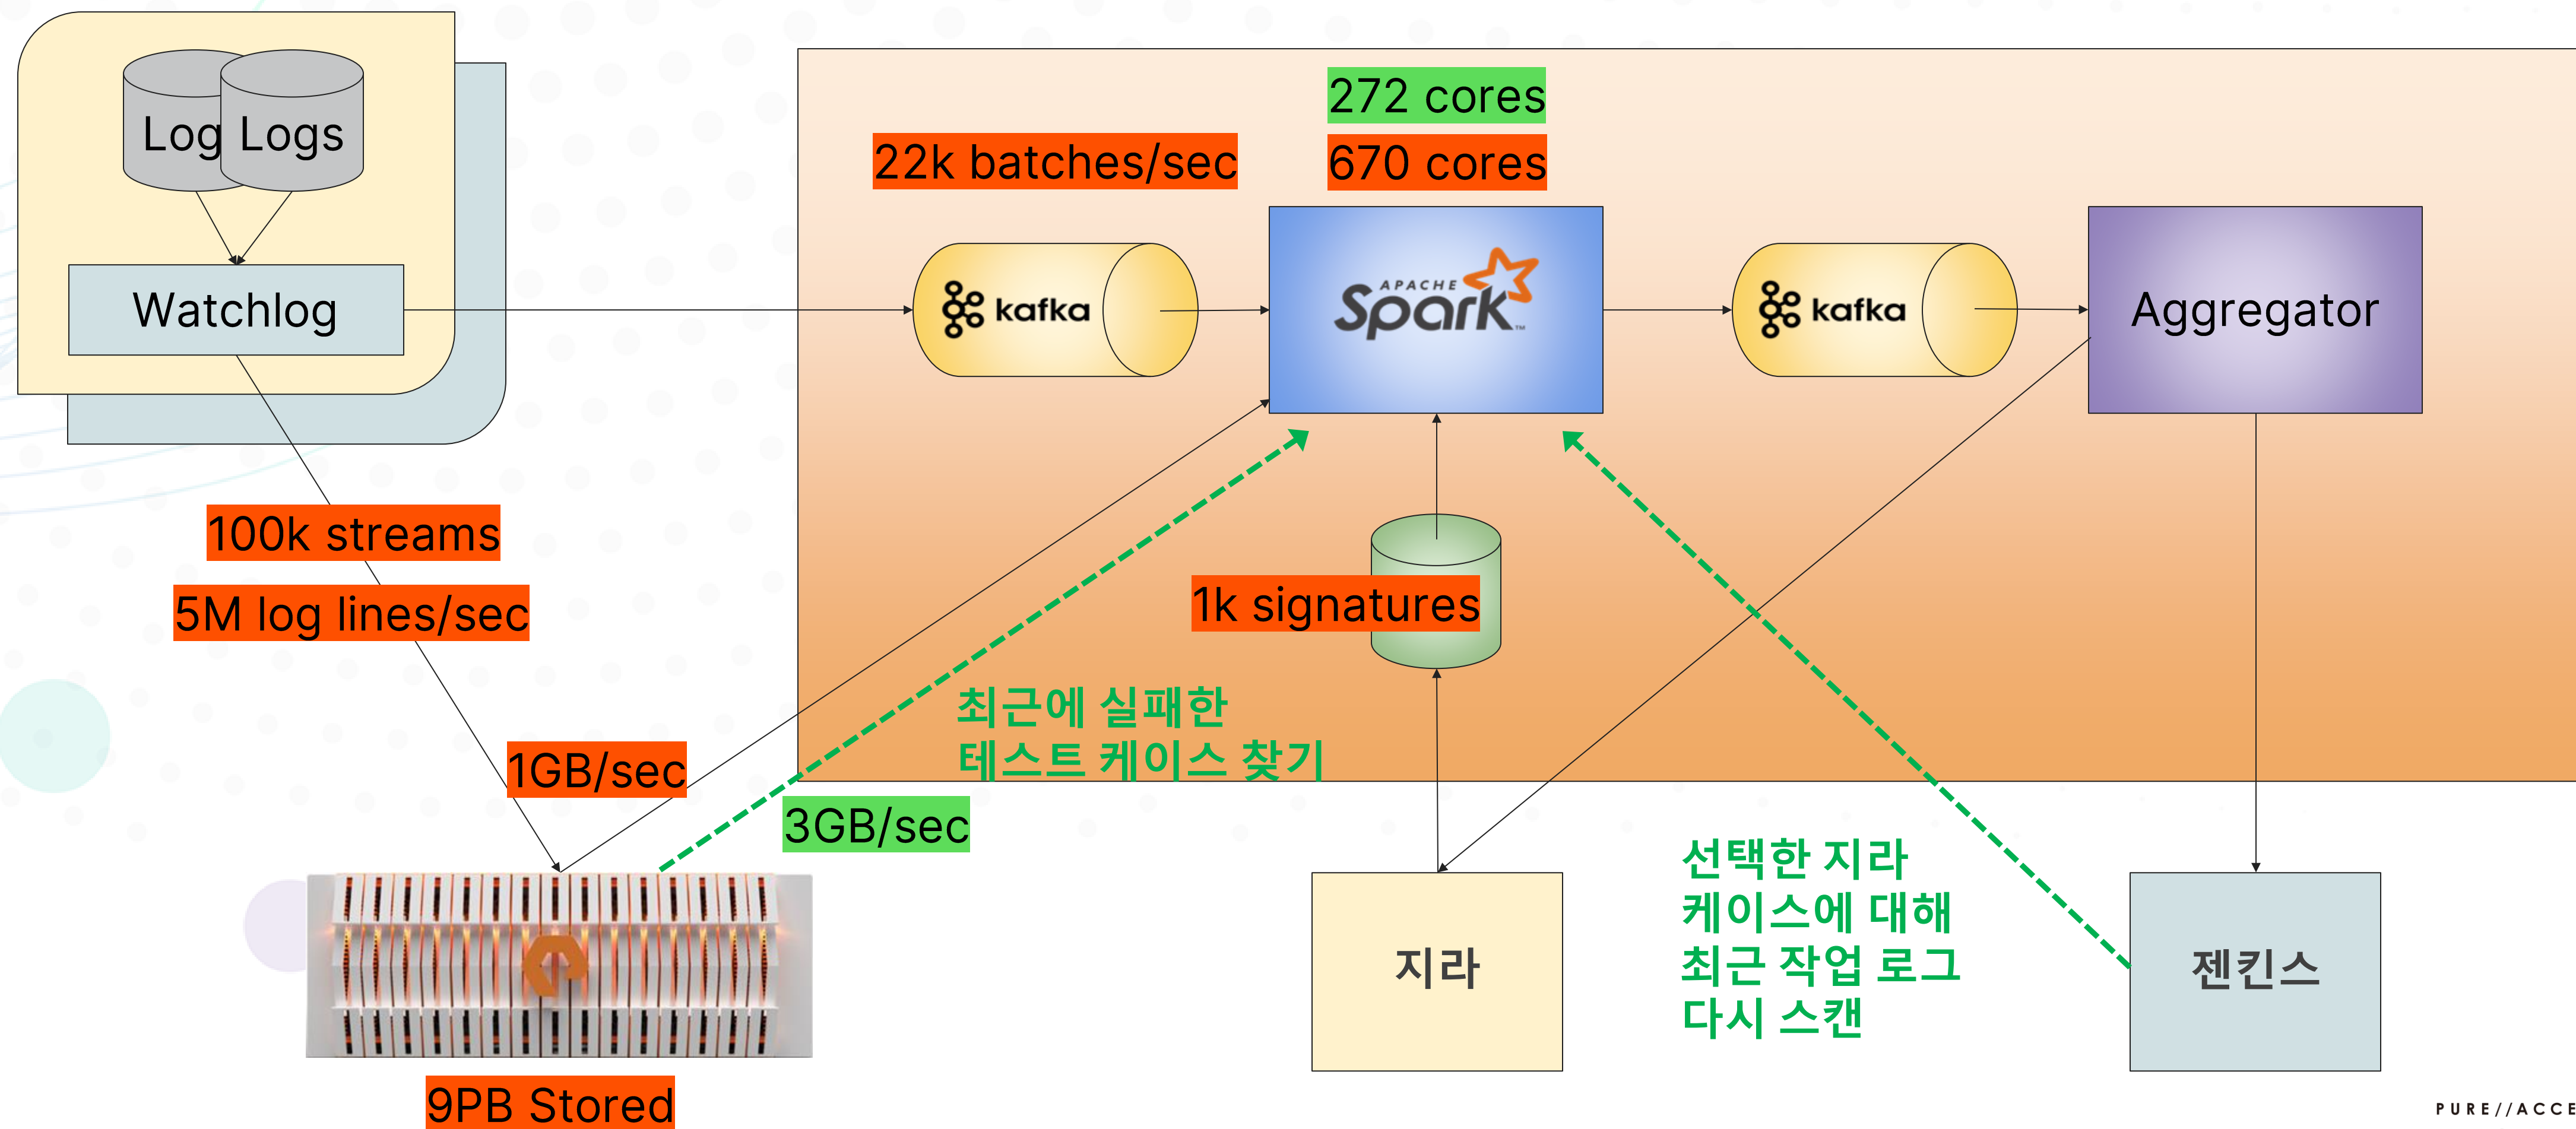 Log
Logs
Watchlog
22k batches/sec
272 cores
670 cores
kafka
APACHE
Spark™
kafka
Aggregator
100k streams
5M log lines/sec
1k signatures
최근에 실패한
테스트 케이스 찾기
1GB/sec
3GB/sec
9PB Stored
지라
선택한 지라
케이스에 대해
최근 작업 로그
다시 스캔
젠킨스
PURE//ACCE